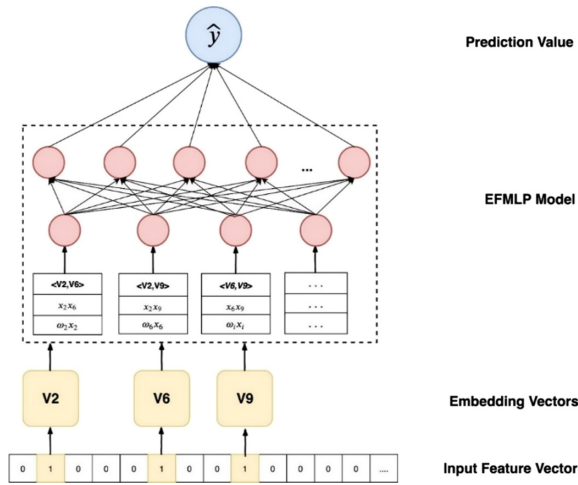 ŷ
Prediction Value
...
EFMLP Model
<V2,V6> <V2,V9> <V6,V9> ...
x₂x₆ x₂x₉ x₆x₉ ...
ω₂x₂ ω₆x₆ ωᵢxᵢ ...
V2 V6 V9
Embedding Vectors
0 1 0 0 0 1 0 0 1 0 0 0 0 ....
Input Feature Vector